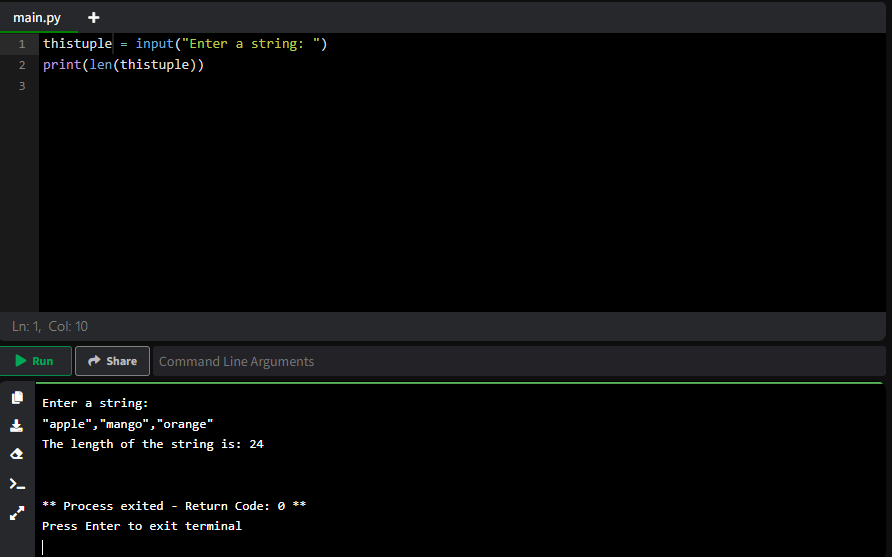 main.py +
1 thistuple = input("Enter a string: ")
2 print(len(thistuple))
3
Ln: 1, Col: 10
Run Share Command Line Arguments
Enter a string:
"apple","mango","orange"
The length of the string is: 24
** Process exited - Return Code: 0 **
Press Enter to exit terminal